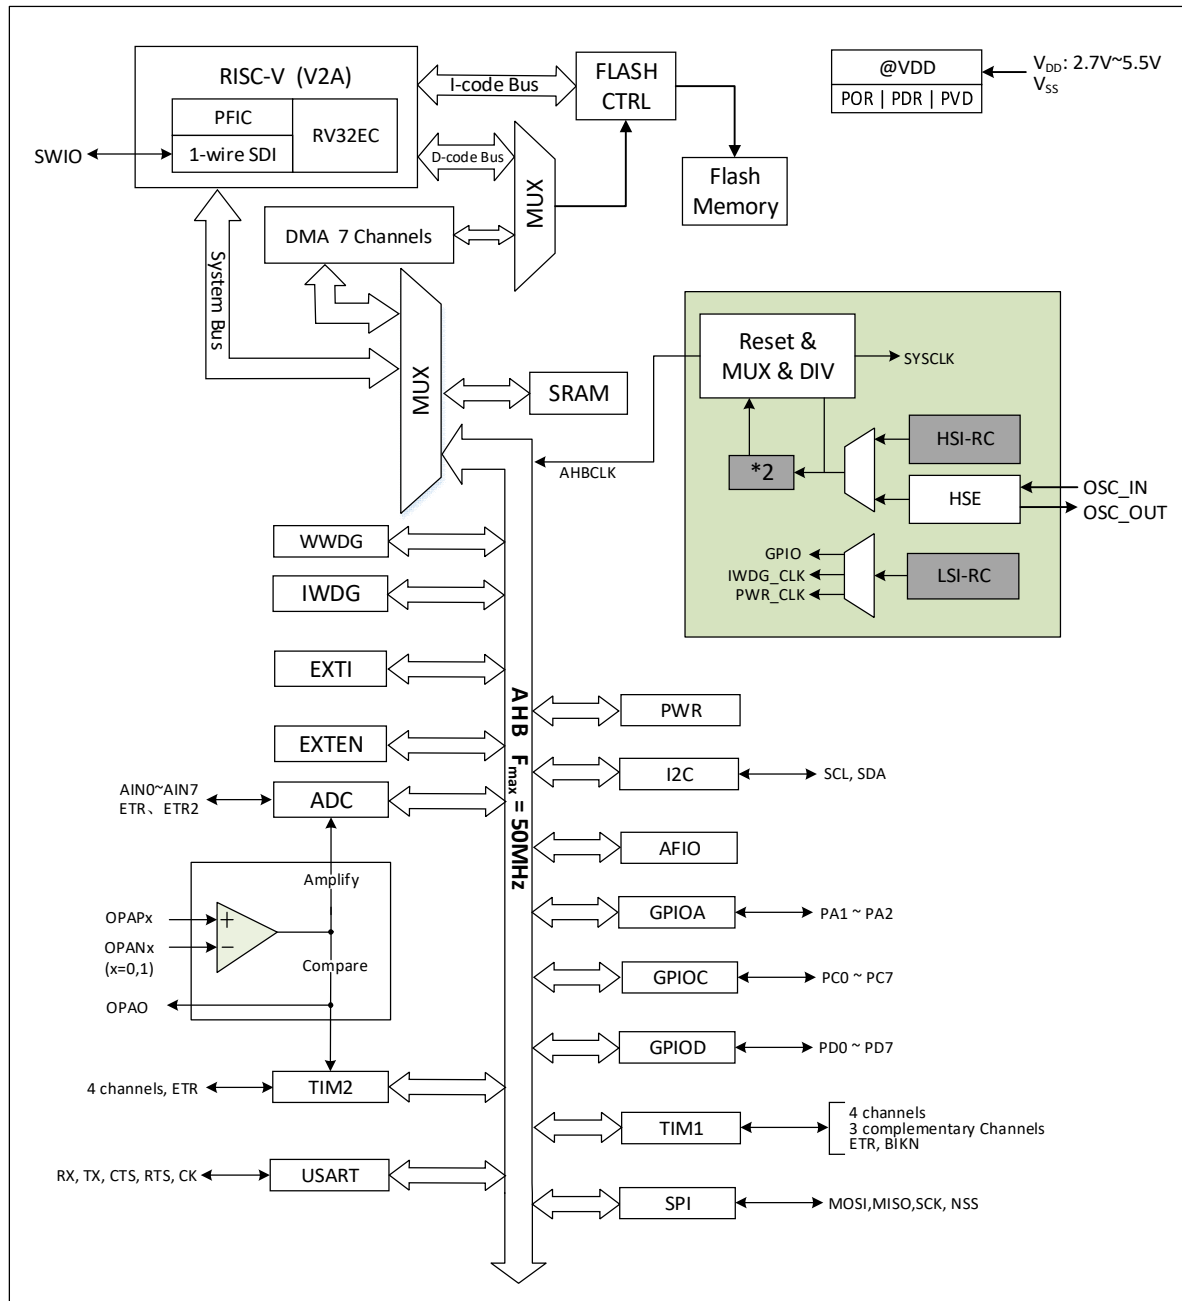 RISC-V (V2A)
PFIC
1-wire SDI
RV32EC
SWIO
I-code Bus
D-code Bus
FLASH
CTRL
Flash
Memory
MUX
@VDD
POR | PDR | PVD
VDD: 2.7V~5.5V
VSS
DMA 7 Channels
System Bus
MUX
SRAM
Reset &
MUX & DIV
SYSCLK
AHBCLK
*2
HSI-RC
HSE
OSC_IN
OSC_OUT
GPIO
IWDG_CLK
PWR_CLK
LSI-RC
WWDG
IWDG
EXTI
EXTEN
AIN0~AIN7
ETR、ETR2
ADC
Amplify
OPAPx
OPANx
(x=0,1)
+
−
Compare
OPAO
4 channels, ETR
TIM2
RX, TX, CTS, RTS, CK
USART
AHB Fmax = 50MHz
PWR
I2C
SCL, SDA
AFIO
GPIOA
PA1 ~ PA2
GPIOC
PC0 ~ PC7
GPIOD
PD0 ~ PD7
TIM1
4 channels
3 complementary Channels
ETR, BIKN
SPI
MOSI,MISO,SCK, NSS